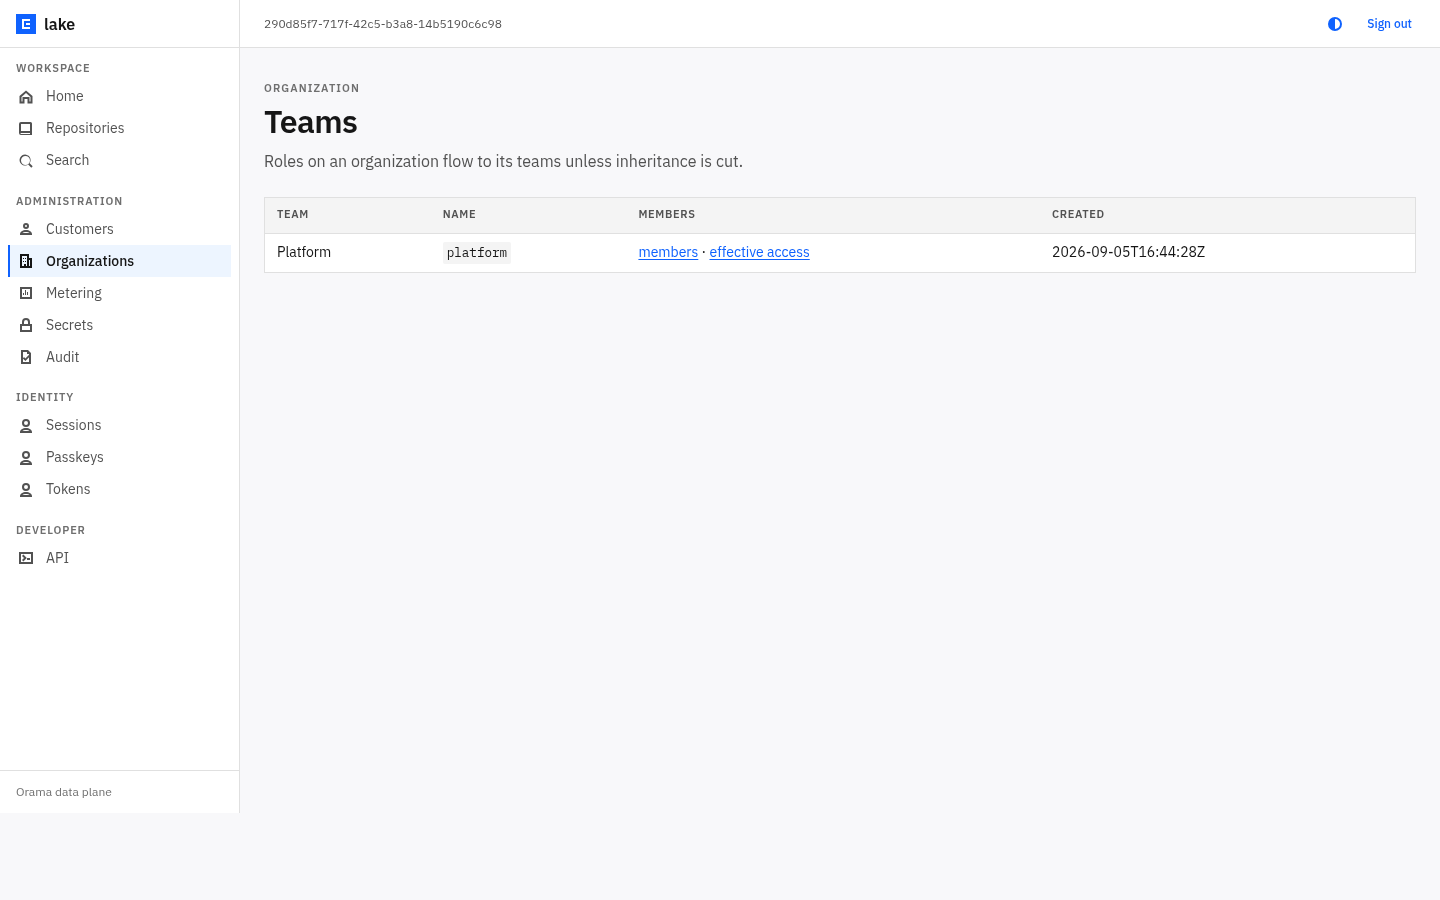 lake
290d85f7-717f-42c5-b3a8-14b5190c6c98
Sign out
WORKSPACE
Home
Repositories
Search
ADMINISTRATION
Customers
Organizations
Metering
Secrets
Audit
IDENTITY
Sessions
Passkeys
Tokens
DEVELOPER
API
Orama data plane
ORGANIZATION
Teams
Roles on an organization flow to its teams unless inheritance is cut.
TEAM NAME MEMBERS CREATED
Platform platform members · effective access 2026-09-05T16:44:28Z